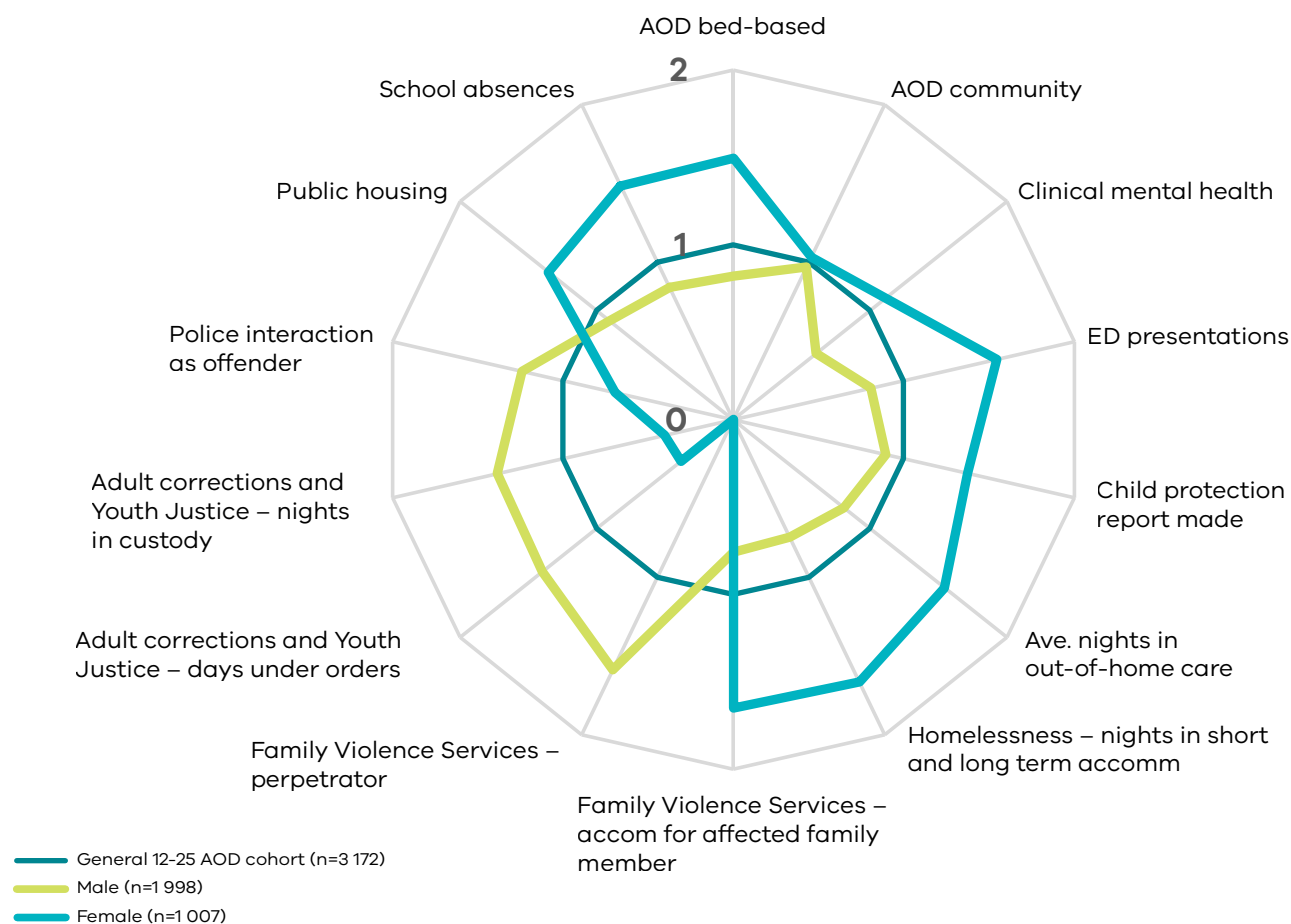 AOD bed-based
2
School absences
AOD community
Public housing
Clinical mental health
1
Police interaction
as offender
ED presentations
0
Adult corrections and
Youth Justice – nights
in custody
Child protection
report made
Adult corrections and Youth
Justice – days under orders
Ave. nights in
out-of-home care
Family Violence Services –
perpetrator
Homelessness – nights in short
and long term accomm
Family Violence Services –
accom for affected family
member
General 12-25 AOD cohort (n=3 172)
Male (n=1 998)
Female (n=1 007)